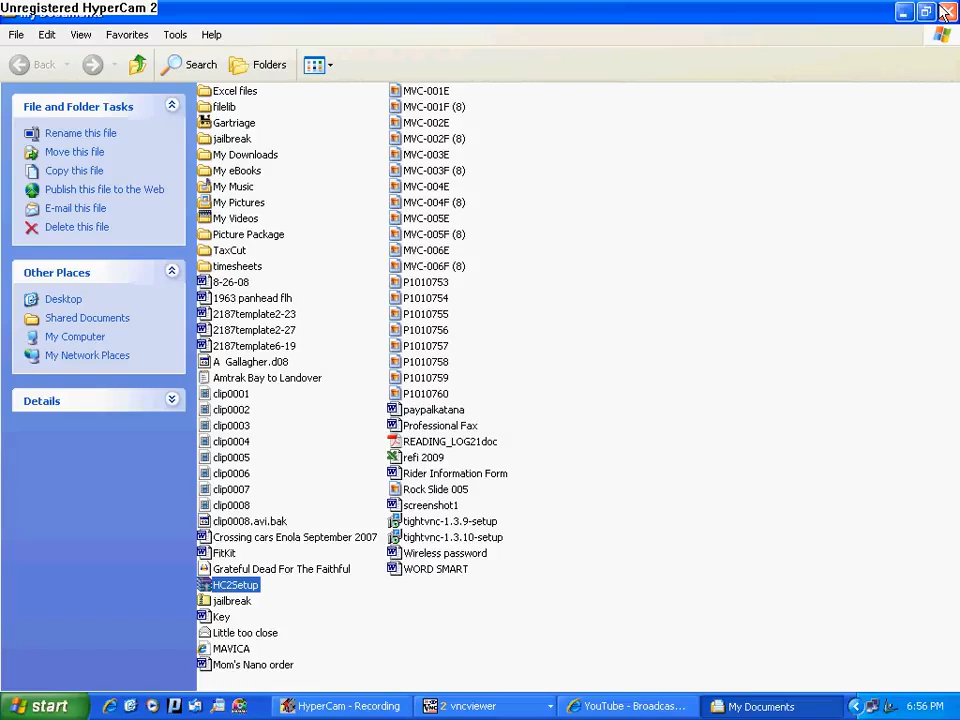 Unregistered HyperCam 2
File Edit View Favorites Tools Help
Back Search Folders
File and Folder Tasks
Rename this file
Move this file
Copy this file
Publish this file to the Web
E-mail this file
Delete this file
Other Places
Desktop
Shared Documents
My Computer
My Network Places
Details
Excel files
filelib
Gartriage
jailbreak
My Downloads
My eBooks
My Music
My Pictures
My Videos
Picture Package
TaxCut
timesheets
8-26-08
1963 panhead flh
2187template2-23
2187template2-27
2187template6-19
A Gallagher.d08
Amtrak Bay to Landover
clip0001
clip0002
clip0003
clip0004
clip0005
clip0006
clip0007
clip0008
clip0008.avi.bak
Crossing cars Enola September 2007
FitKit
Grateful Dead For The Faithful
HC2Setup
jailbreak
Key
Little too close
MAVICA
Mom's Nano order
MVC-001E
MVC-001F (8)
MVC-002E
MVC-002F (8)
MVC-003E
MVC-003F (8)
MVC-004E
MVC-004F (8)
MVC-005E
MVC-005F (8)
MVC-006E
MVC-006F (8)
P1010753
P1010754
P1010755
P1010756
P1010757
P1010758
P1010759
P1010760
paypalkatana
Professional Fax
READING_LOG21doc
refi 2009
Rider Information Form
Rock Slide 005
screenshot1
tightvnc-1.3.9-setup
tightvnc-1.3.10-setup
Wireless password
WORD SMART
start HyperCam - Recording 2 vncviewer YouTube - Broadcas... My Documents 6:56 PM